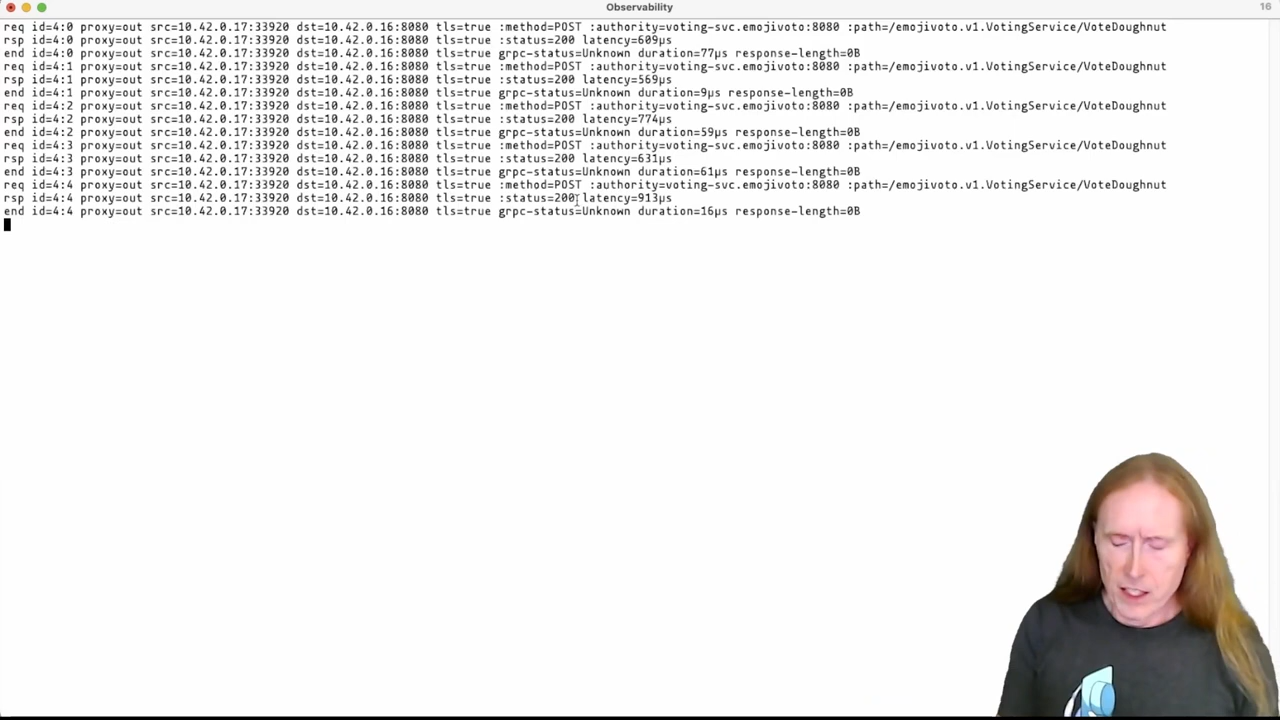 Observability
16
req id=4:0 proxy=out src=10.42.0.17:33920 dst=10.42.0.16:8080 tls=true :method=POST :authority=voting-svc.emojivoto:8080 :path=/emojivoto.v1.VotingService/VoteDoughnut
rsp id=4:0 proxy=out src=10.42.0.17:33920 dst=10.42.0.16:8080 tls=true :status=200 latency=609µs
end id=4:0 proxy=out src=10.42.0.17:33920 dst=10.42.0.16:8080 tls=true grpc-status=Unknown duration=77µs response-length=0B
req id=4:1 proxy=out src=10.42.0.17:33920 dst=10.42.0.16:8080 tls=true :method=POST :authority=voting-svc.emojivoto:8080 :path=/emojivoto.v1.VotingService/VoteDoughnut
rsp id=4:1 proxy=out src=10.42.0.17:33920 dst=10.42.0.16:8080 tls=true :status=200 latency=569µs
end id=4:1 proxy=out src=10.42.0.17:33920 dst=10.42.0.16:8080 tls=true grpc-status=Unknown duration=9µs response-length=0B
req id=4:2 proxy=out src=10.42.0.17:33920 dst=10.42.0.16:8080 tls=true :method=POST :authority=voting-svc.emojivoto:8080 :path=/emojivoto.v1.VotingService/VoteDoughnut
rsp id=4:2 proxy=out src=10.42.0.17:33920 dst=10.42.0.16:8080 tls=true :status=200 latency=774µs
end id=4:2 proxy=out src=10.42.0.17:33920 dst=10.42.0.16:8080 tls=true grpc-status=Unknown duration=59µs response-length=0B
req id=4:3 proxy=out src=10.42.0.17:33920 dst=10.42.0.16:8080 tls=true :method=POST :authority=voting-svc.emojivoto:8080 :path=/emojivoto.v1.VotingService/VoteDoughnut
rsp id=4:3 proxy=out src=10.42.0.17:33920 dst=10.42.0.16:8080 tls=true :status=200 latency=631µs
end id=4:3 proxy=out src=10.42.0.17:33920 dst=10.42.0.16:8080 tls=true grpc-status=Unknown duration=61µs response-length=0B
req id=4:4 proxy=out src=10.42.0.17:33920 dst=10.42.0.16:8080 tls=true :method=POST :authority=voting-svc.emojivoto:8080 :path=/emojivoto.v1.VotingService/VoteDoughnut
rsp id=4:4 proxy=out src=10.42.0.17:33920 dst=10.42.0.16:8080 tls=true :status=200 latency=913µs
end id=4:4 proxy=out src=10.42.0.17:33920 dst=10.42.0.16:8080 tls=true grpc-status=Unknown duration=16µs response-length=0B